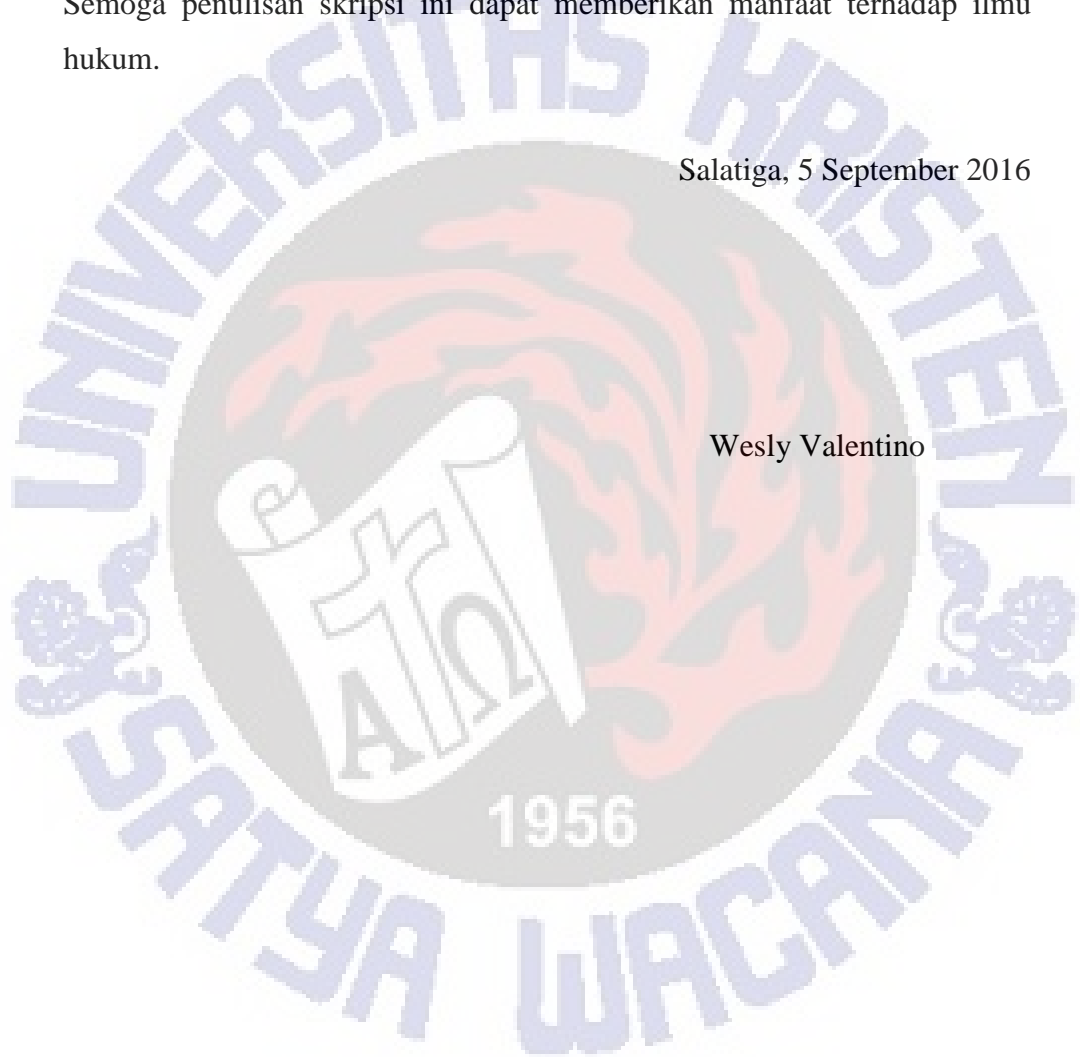 Semoga penulisan skripsi ini dapat memberikan manfaat terhadap ilmu
hukum.
Salatiga, 5 September 2016
Wesly Valentino
UNIVERSITAS KRISTEN
SATYA WACANA
Α Ω
1956